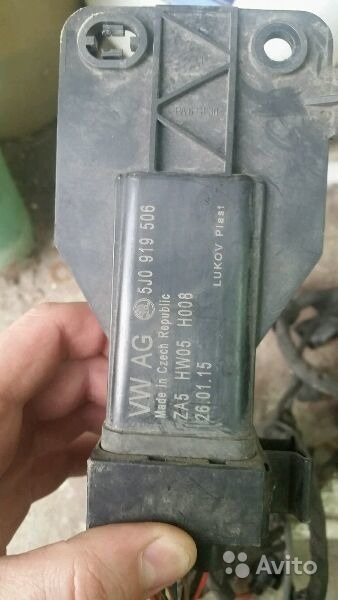 VW AG 5J0 919 506
Made in Czech Republic
ZA5 HW05 H008
26.01.15
LUKOV Plast
Avito